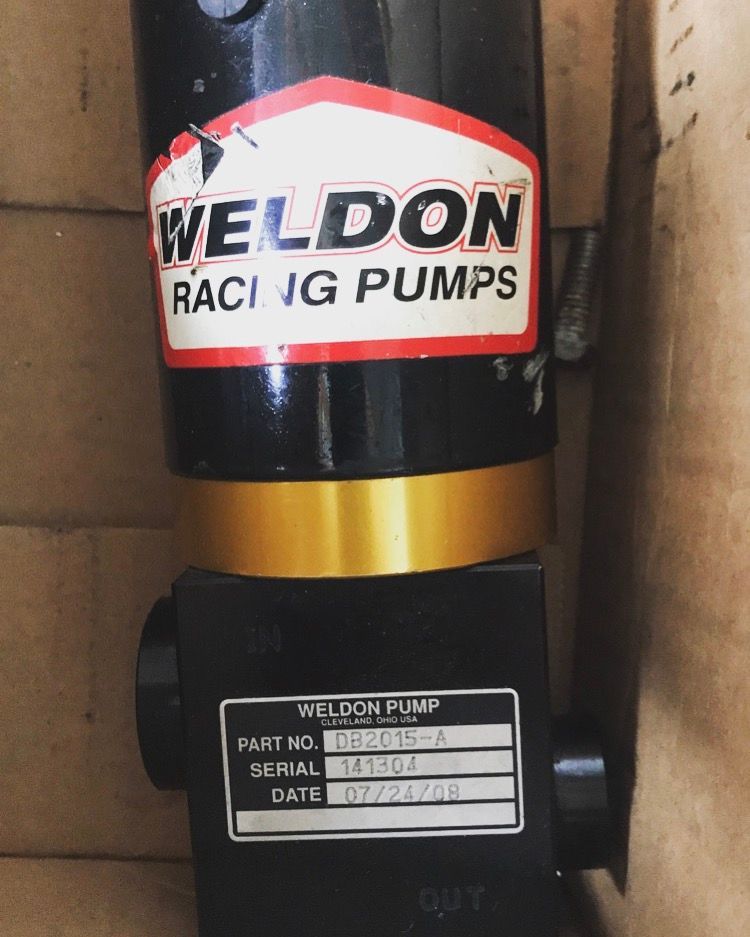 WELDON
RACING PUMPS
IN
WELDON PUMP
CLEVELAND, OHIO USA
PART NO. DB2015-A
SERIAL 141304
DATE 07/24/08
OUT